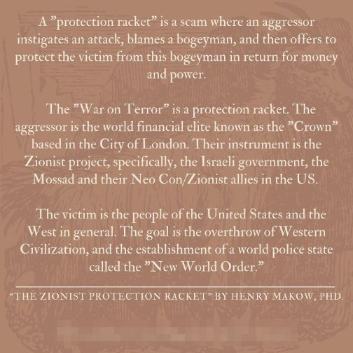 A "protection racket" is a scam where an aggressor
instigates an attack, blames a bogeyman, and then offers to
protect the victim from this bogeyman in return for money
and power.
The "War on Terror" is a protection racket. The
aggressor is the world financial elite known as the "Crown"
based in the City of London. Their instrument is the
Zionist project, specifically, the Israeli government, the
Mossad and their Neo Con/Zionist allies in the US.
The victim is the people of the United States and the
West in general. The goal is the overthrow of Western
Civilization, and the establishment of a world police state
called the "New World Order."
"THE ZIONIST PROTECTION RACKET" BY HENRY MAKOW, PHD